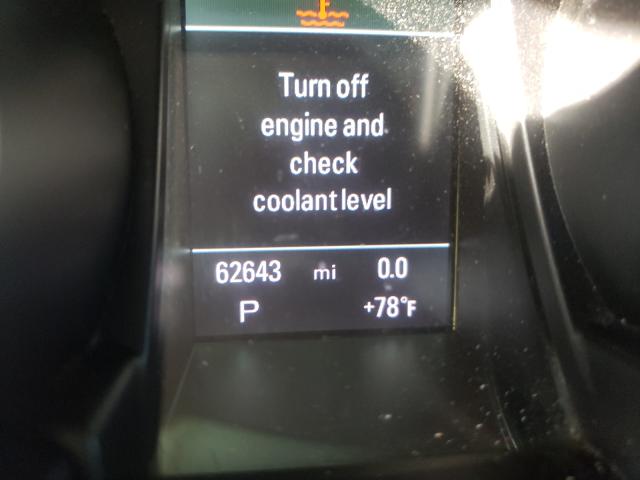 Turn off
engine and
check
coolant level
62643 mi 0.0
P +78°F